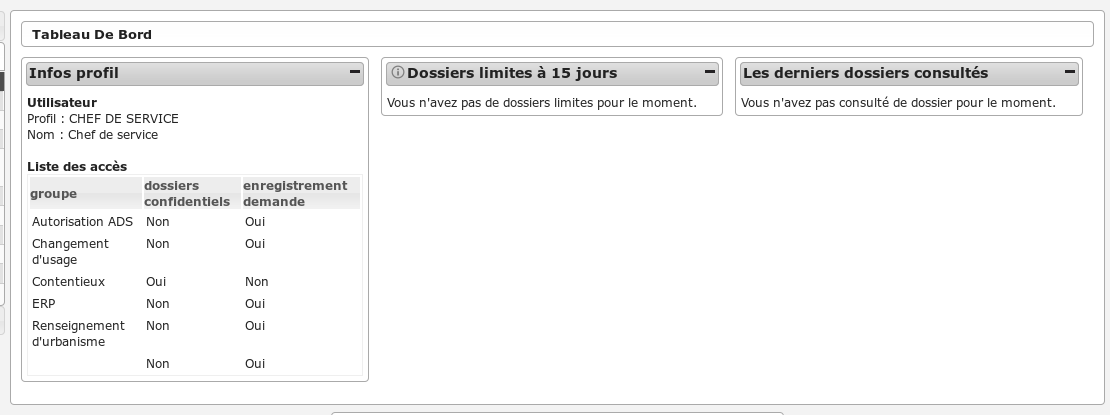 Tableau De Bord
Infos profil
Utilisateur
Profil : CHEF DE SERVICE
Nom : Chef de service
Liste des accès
groupe dossiers confidentiels enregistrement demande
Autorisation ADS Non Oui
Changement d'usage Non Oui
Contentieux Oui Non
ERP Non Oui
Renseignement d'urbanisme Non Oui
Non Oui
Dossiers limites à 15 jours
Vous n'avez pas de dossiers limites pour le moment.
Les derniers dossiers consultés
Vous n'avez pas consulté de dossier pour le moment.